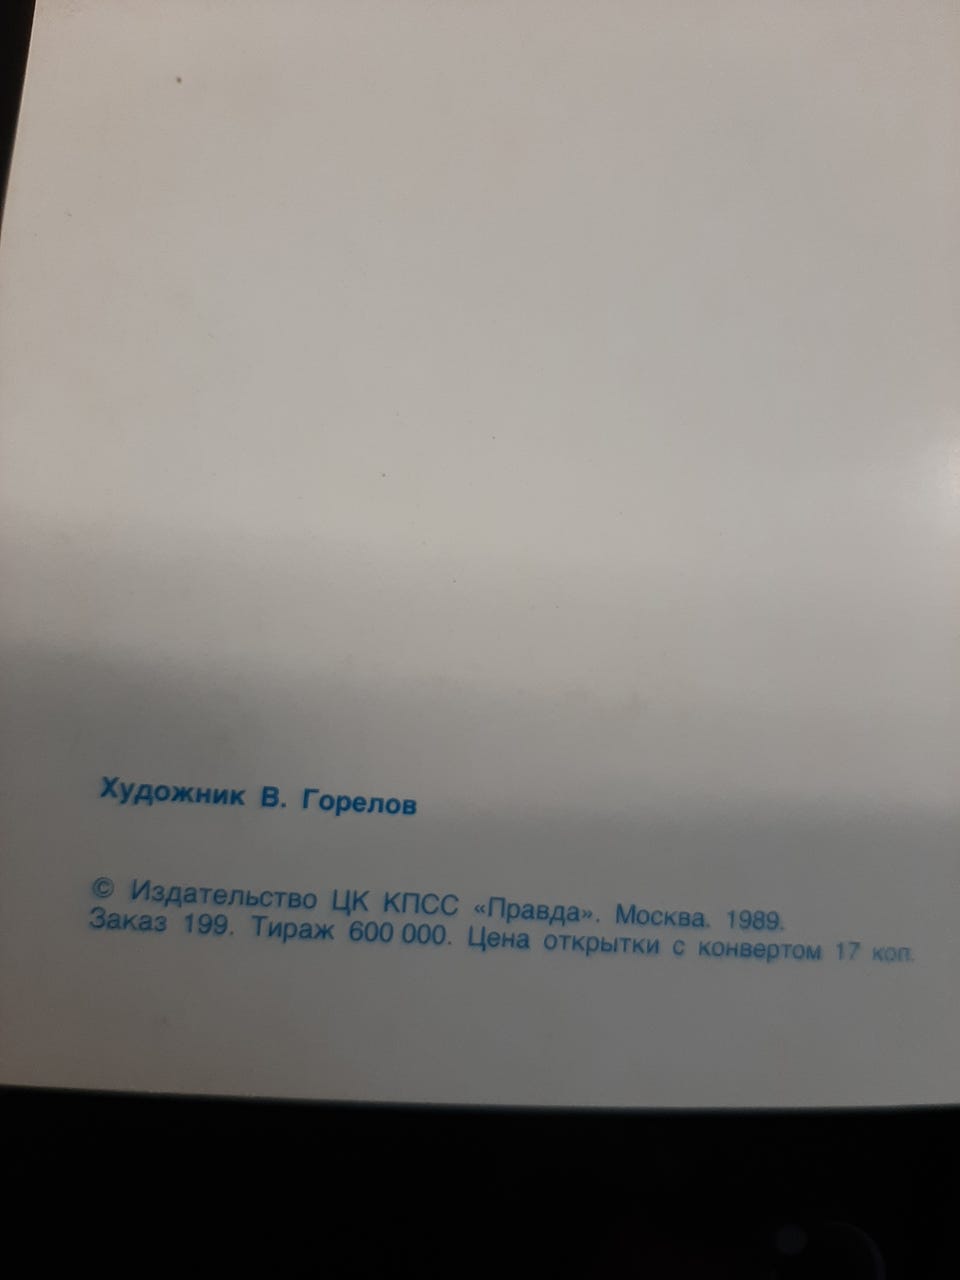 Художник В. Горелов
© Издательство ЦК КПСС «Правда». Москва. 1989.
Заказ 199. Тираж 600 000. Цена открытки с конвертом 17 коп.